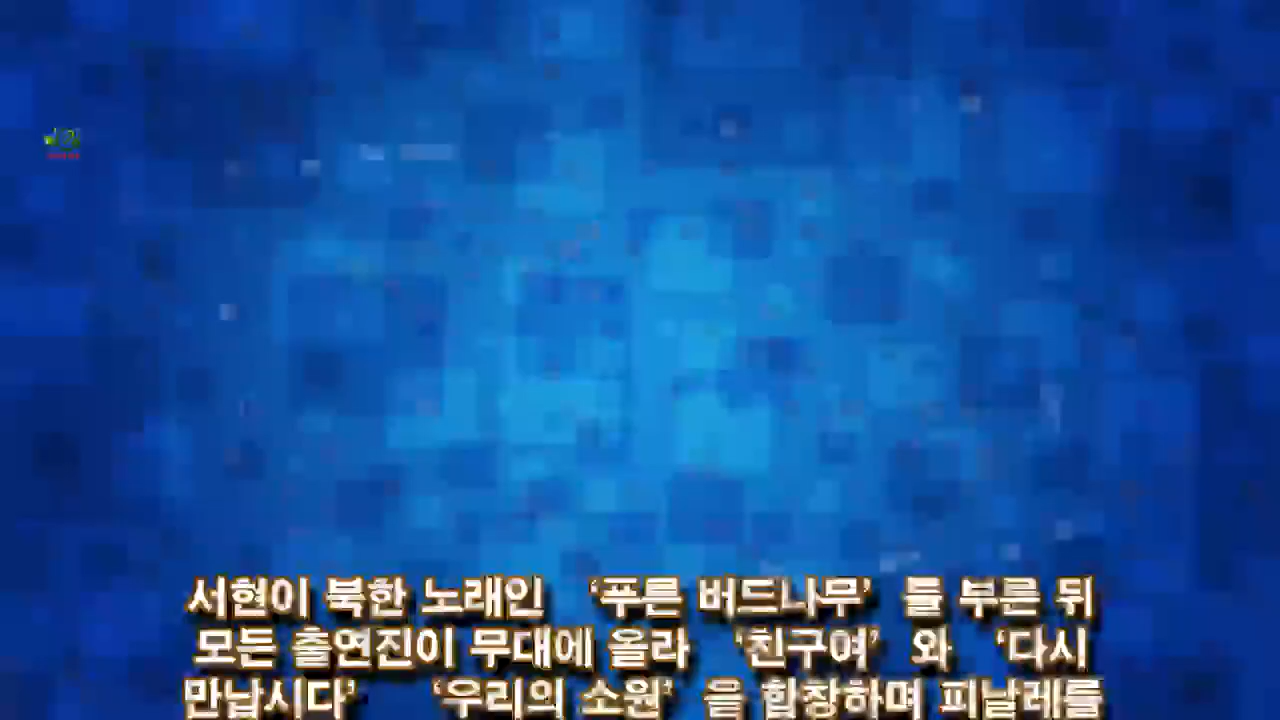 서현이 북한 노래인 ‘푸른 버드나무’ 를 부른 뒤
모든 출연진이 무대에 올라 ‘친구여’ 와 ‘다시
만납시다’ ‘우리의 소원’ 을 합창하며 피날레를